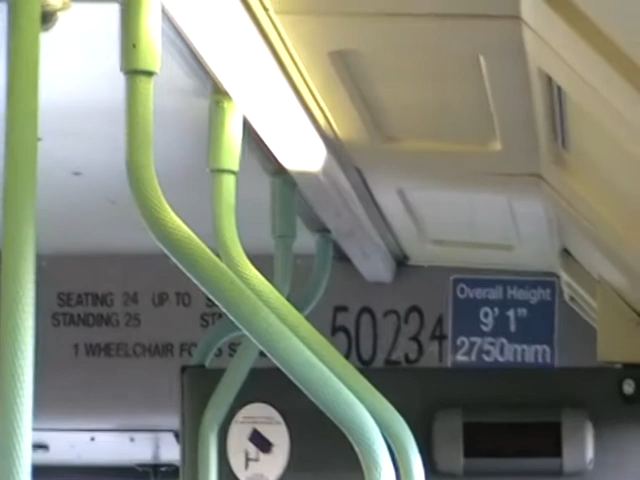 SEATING 24 UP TO
STANDING 25
1 WHEELCHAIR
50234
Overall Height
9' 1"
2750mm